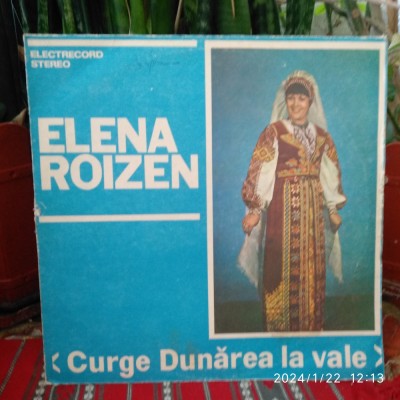 ELECTRECORD
STEREO
ELENA
ROIZEN
‹ Curge Dunărea la vale ›
2024/1/22 12:13